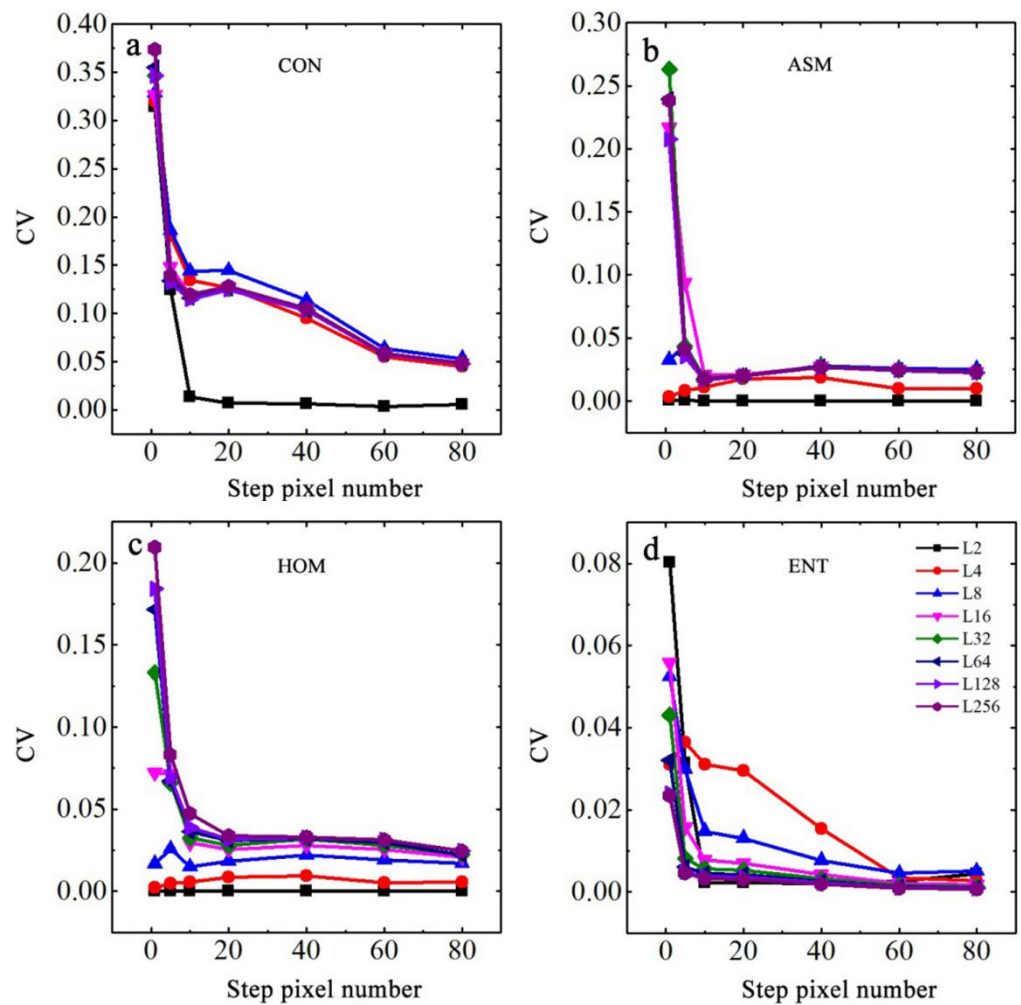 a
CON
0.40
0.35
0.30
0.25
0.20
0.15
0.10
0.05
0.00
CV
0 20 40 60 80
Step pixel number
b
ASM
0.30
0.25
0.20
0.15
0.10
0.05
0.00
CV
0 20 40 60 80
Step pixel number
c
HOM
0.20
0.15
0.10
0.05
0.00
CV
0 20 40 60 80
Step pixel number
d
ENT
0.08
0.06
0.04
0.02
0.00
CV
L2
L4
L8
L16
L32
L64
L128
L256
0 20 40 60 80
Step pixel number